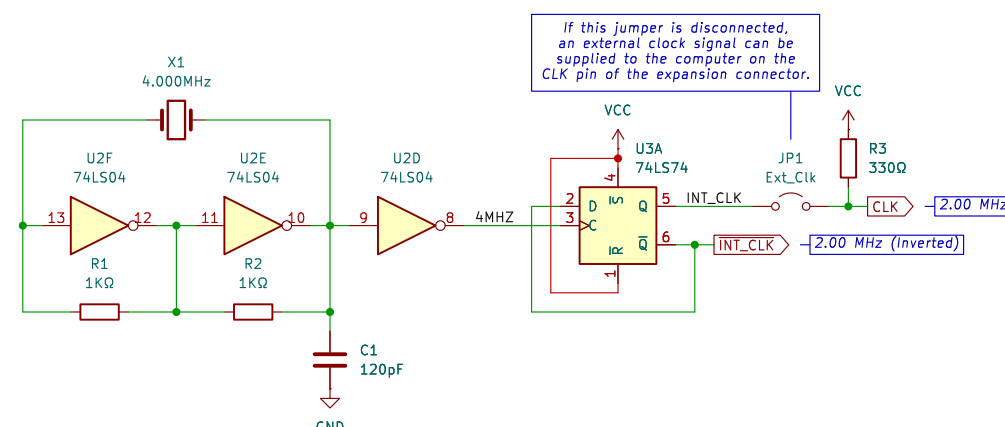 If this jumper is disconnected,
an external clock signal can be
supplied to the computer on the
CLK pin of the expansion connector.
X1
4.000MHz
VCC
VCC
U2F
74LS04
U2E
74LS04
U2D
74LS04
U3A
74LS74
JP1
Ext_Clk
R3
330Ω
13
12
11
10
9
8
4MHZ
4
2
3
D
C
S
Q
Q
R
5
6
1
INT_CLK
CLK
2.00 MHz
INT_CLK
2.00 MHz (Inverted)
R1
1KΩ
R2
1KΩ
C1
120pF
GND